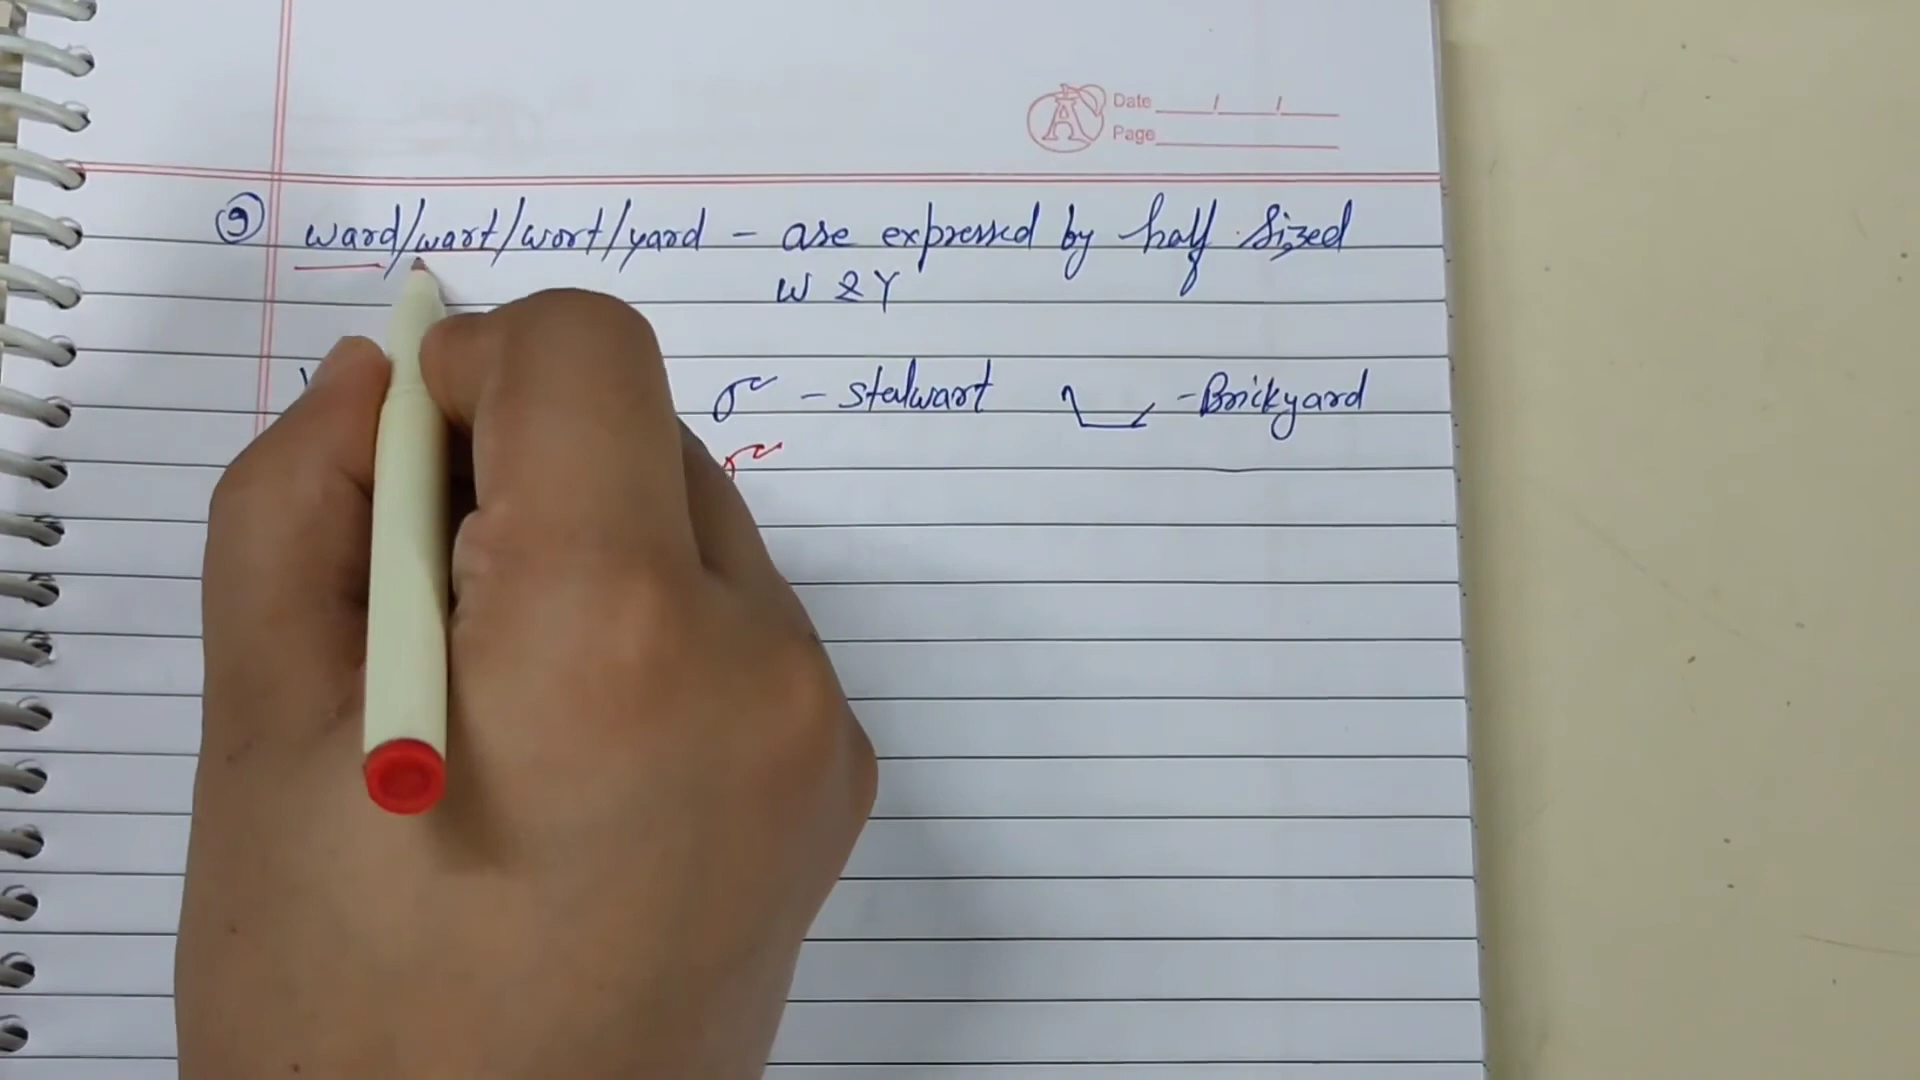 Date / /
Page
9 ward/wart/wort/yard - are expressed by half sized
W & Y
- Stalwart - Brickyard